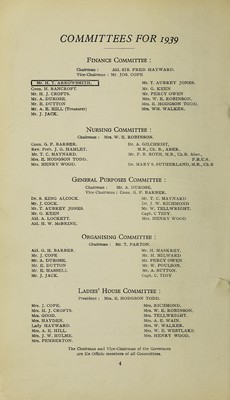 COMMITTEES FOR 1939
FINANCE COMMITTEE :
Chairman : Ald. SIR FRED HAYWARD.
Vice-Chairman : Mr. JOS. COPE
Mr. H. T. ARROWSMITH.
Coun. H. BANCROFT.
Mr. H. J. CROFTS.
Mr. A. DUROSE.
Mr. E. DUTTON
Mr. A. E. HILL (Treasurer)
Mr. J. JACK.
Mr. T. AUBREY JONES.
Mr. G. KEEN
Mr. PERCY OWEN
Mrs. W. E. ROBINSON.
Mrs. E. HODGSON TODD.
Mrs. WM. WALKER.
NURSING COMMITTEE :
Chairman : Mrs. W. E. ROBINSON.
Coun. G. F. BARBER.
Rev. Preb. J. G. HAMLET.
Mr. T. C. MAYNARD.
Mrs. E. HODGSON TODD.
Mrs. HENRY WOOD.
Dr. A. GILCHRIST,
M.B., Ch. B., ABER.
Mr. F. B. ROTH, M.B., Ch.B. Aber.,
F.R.C.S.
Dr. MARY S. SUTHERLAND, M.B., Ch.B
GENERAL PURPOSES COMMITTEE :
Chairman : Mr. A. DUROSE.
Vice-Chairman : Coun. G. F. BARBER.
Dr. S. KING ALCOCK.
Mr. J. COCK.
Mr. T. AUBREY JONES.
Mr. G. KEEN
Ald. A. LOCKETT.
Ald. H. W. McBRINE.
Mr. T. C. MAYNARD
Dr. J. W. RICHMOND
Mr. W. TELLWRIGHT.
Capt. C. TIDY
Mrs. HENRY WOOD
ORGANISING COMMITTEE :
Chairman : Mr. T. PARTON.
Ald. G. H. BARBER.
Mr. J. COPE
Mr. A. DUROSE.
Mr. E. DUTTON
Mr. E. HASSELL
Mr. J. JACK.
Mr. H. MASKREY.
Mr. H. MILWARD
Mr. PERCY OWEN
Mr. W. POULSON.
Mr. A. SUTTON.
Capt. C. TIDY
LADIES' HOUSE COMMITTEE :
President : Mrs. E. HODGSON TODD.
Mrs. J. COPE.
Mrs. H. J. CROFTS.
Mrs. GOOD.
Mrs. HAYDEN.
Lady HAYWARD.
Mrs. A. E. HILL.
Mrs. J. W. HULME.
Mrs. PEMBERTON.
Mrs. RICHMOND.
Mrs. W. E. ROBINSON.
Mrs. TELLWRIGHT.
Mrs. A. E. WAIN.
Mrs. W. WALKER.
Mrs. W. E. WESTLAKE
Mrs. HENRY WOOD.
The Chairman and Vice-Chairman of the Governors
are Ex Officio members of all Committees.
4